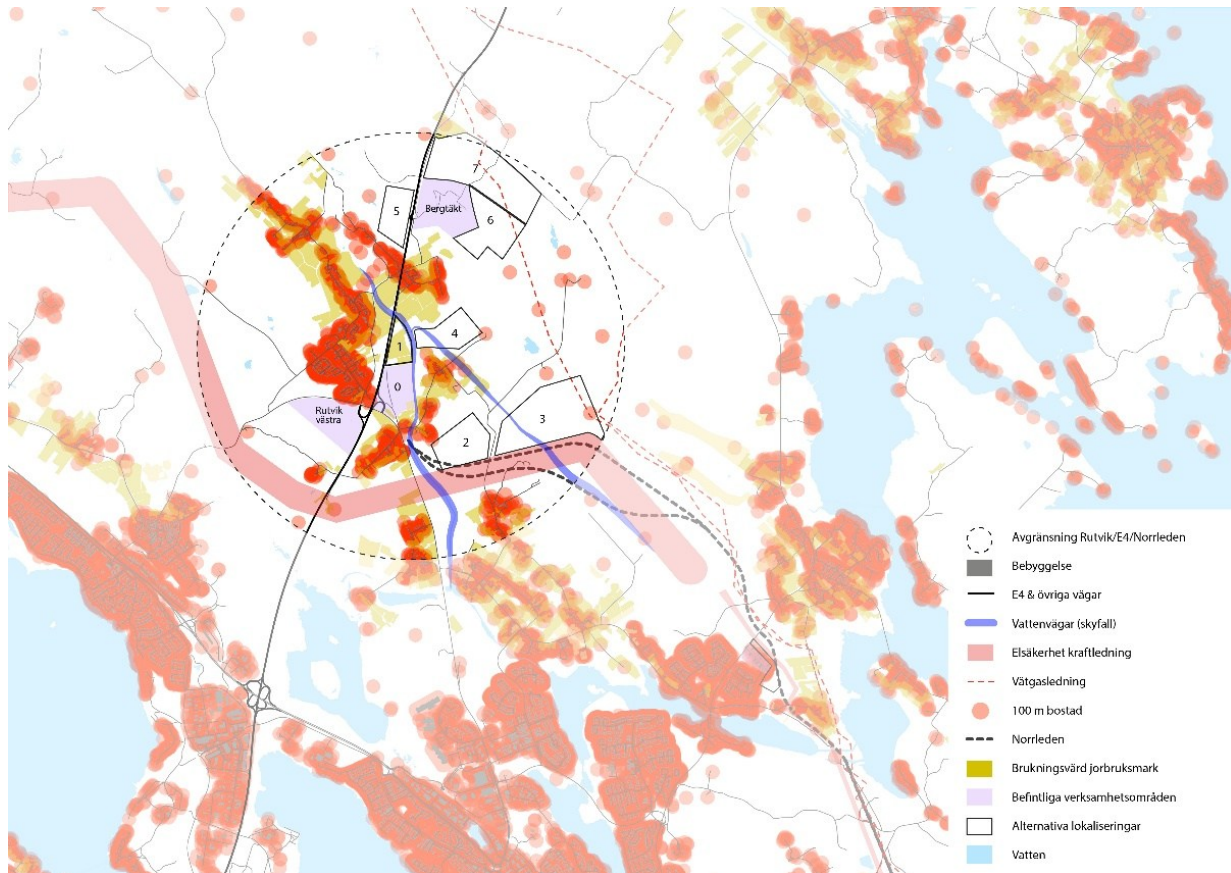 7
5
Bergtäkt
6
4
1
0
Rutvik
västra
3
2
Avgränsning Rutvik/E4/Norrleden
Bebyggelse
E4 & övriga vägar
Vattenvägar (skyfall)
Elsäkerhet kraftledning
Vätgasledning
100 m bostad
Norrleden
Brukningsvärd jorbruksmark
Befintliga verksamhetsområden
Alternativa lokaliseringar
Vatten